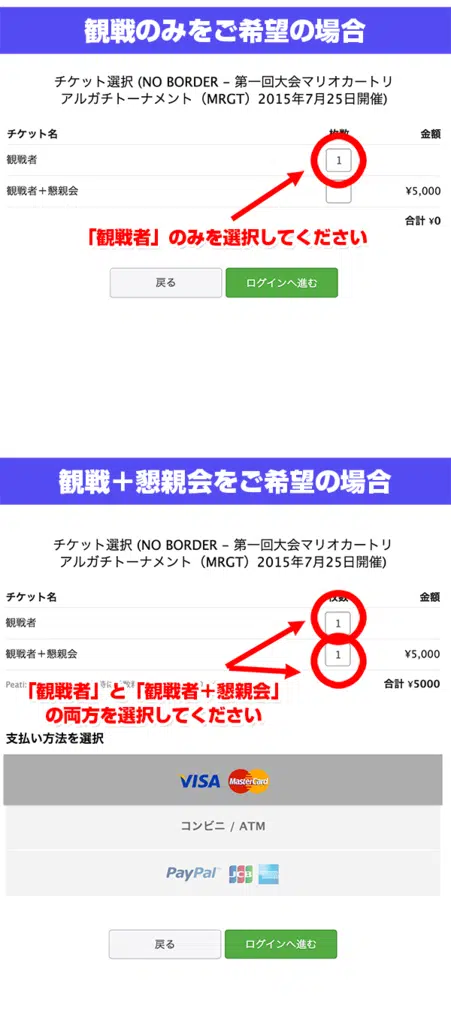 観戦のみをご希望の場合
チケット選択 (NO BORDER – 第一回大会マリオカートリ
アルガチトーナメント（MRGT）2015年7月25日開催)
チケット名 枚数 金額
観戦者 1
観戦者＋懇親会 ¥5,000
合計 ¥0
「観戦者」のみを選択してください
戻る ログインへ進む
観戦＋懇親会をご希望の場合
チケット選択 (NO BORDER – 第一回大会マリオカートリ
アルガチトーナメント（MRGT）2015年7月25日開催)
チケット名 枚数 金額
観戦者 1
観戦者＋懇親会 1 ¥5,000
Peati 合計 ¥5000
「観戦者」と「観戦者＋懇親会」
の両方を選択してください
支払い方法を選択
VISA MasterCard
コンビニ / ATM
PayPal JCB
戻る ログインへ進む